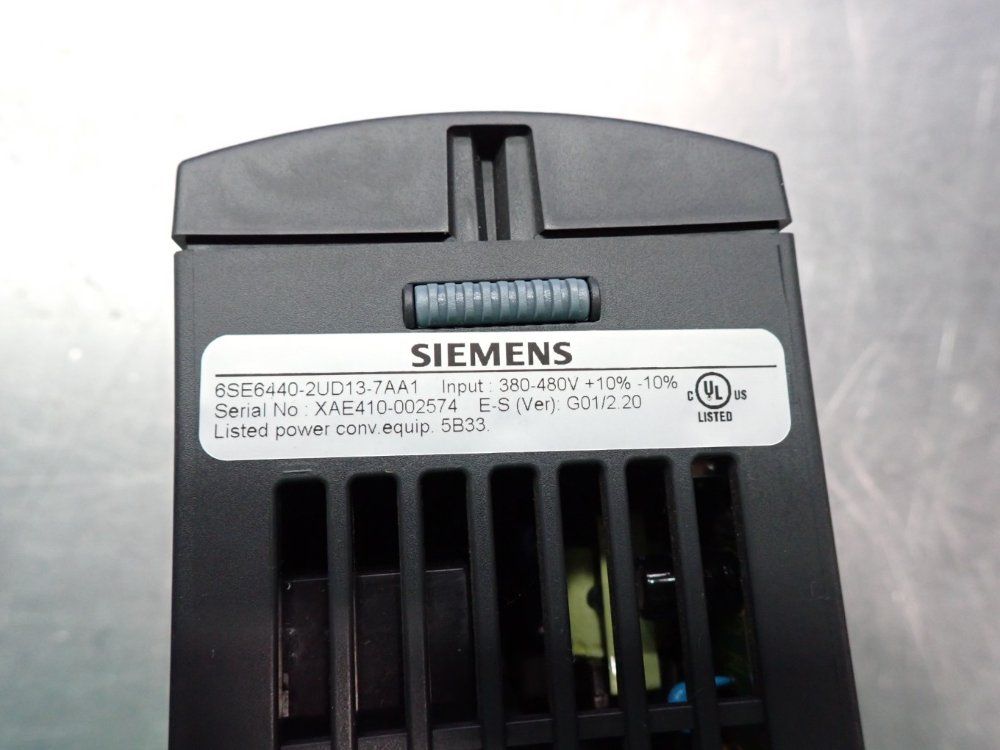 SIEMENS
6SE6440-2UD13-7AA1 Input : 380-480V +10% -10%
Serial No : XAE410-002574 E-S (Ver): G01/2.20
Listed power conv.equip. 5B33.
C UL US
LISTED